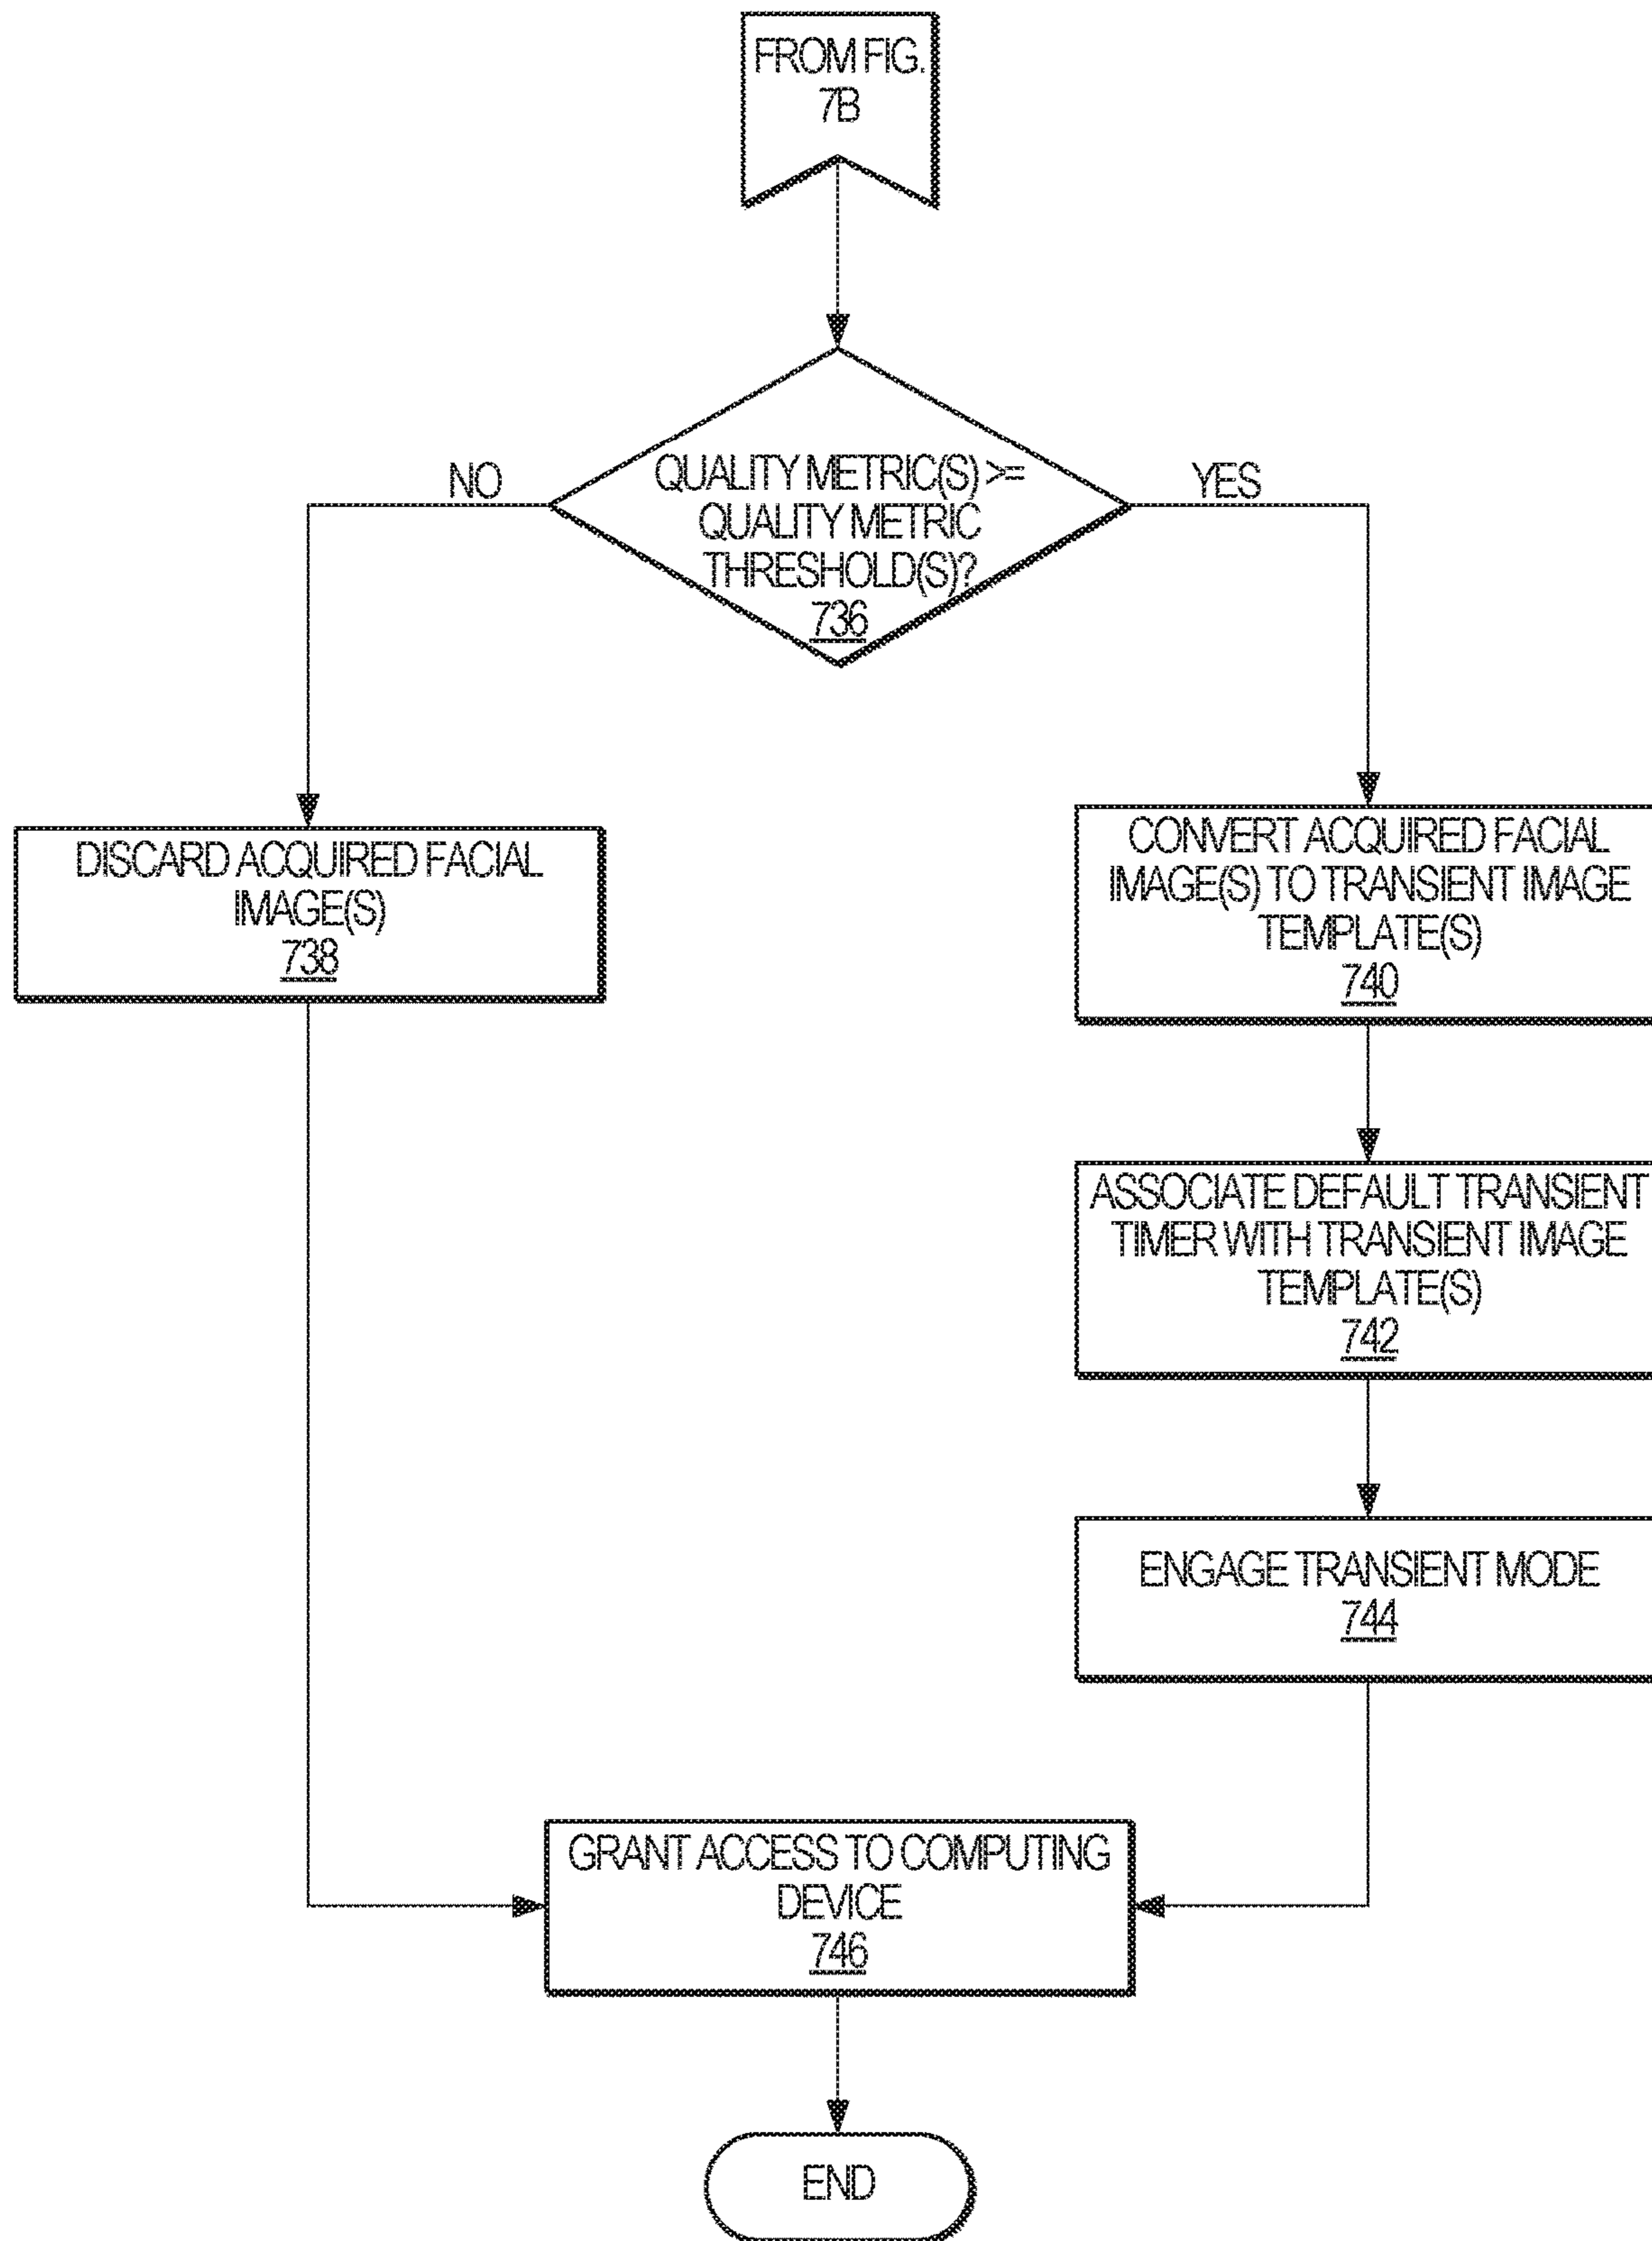 FROM FIG.
7B
NO
YES
QUALITY METRIC(S) >=
QUALITY METRIC
THRESHOLD(S)?
736
DISCARD ACQUIRED FACIAL
IMAGE(S)
738
CONVERT ACQUIRED FACIAL
IMAGE(S) TO TRANSIENT IMAGE
TEMPLATE(S)
740
ASSOCIATE DEFAULT TRANSIENT
TIMER WITH TRANSIENT IMAGE
TEMPLATE(S)
742
ENGAGE TRANSIENT MODE
744
GRANT ACCESS TO COMPUTING
DEVICE
746
END